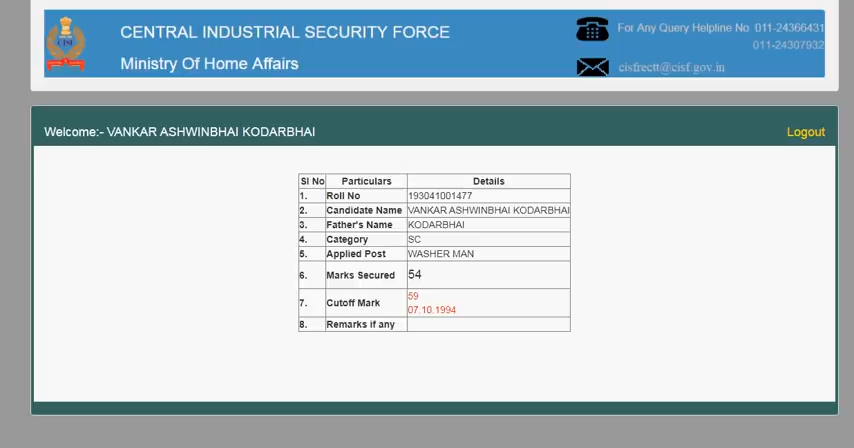 CENTRAL INDUSTRIAL SECURITY FORCE
Ministry Of Home Affairs
For Any Query Helpline No: 011-24366431
011-24307932
cisfrectt@cisf.gov.in
CISF
Welcome:- VANKAR ASHWINBHAI KODARBHAI
Logout
Sl No Particulars Details
1. Roll No 193041001477
2. Candidate Name VANKAR ASHWINBHAI KODARBHAI
3. Father's Name KODARBHAI
4. Category SC
5. Applied Post WASHER MAN
6. Marks Secured 54
7. Cutoff Mark 59
07.10.1994
8. Remarks if any